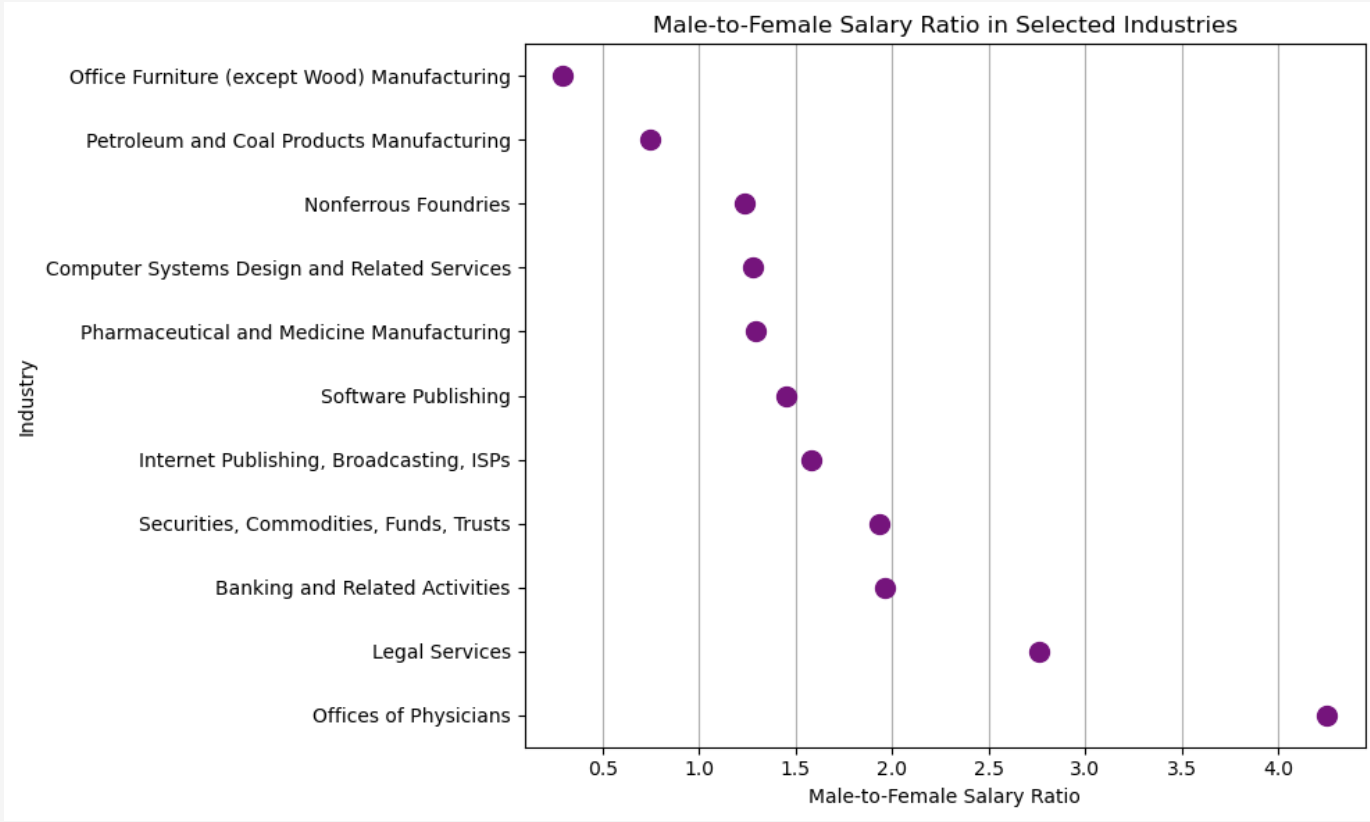 Male-to-Female Salary Ratio in Selected Industries
Office Furniture (except Wood) Manufacturing
Petroleum and Coal Products Manufacturing
Nonferrous Foundries
Computer Systems Design and Related Services
Pharmaceutical and Medicine Manufacturing
Software Publishing
Internet Publishing, Broadcasting, ISPs
Securities, Commodities, Funds, Trusts
Banking and Related Activities
Legal Services
Offices of Physicians
Industry
0.5 1.0 1.5 2.0 2.5 3.0 3.5 4.0
Male-to-Female Salary Ratio